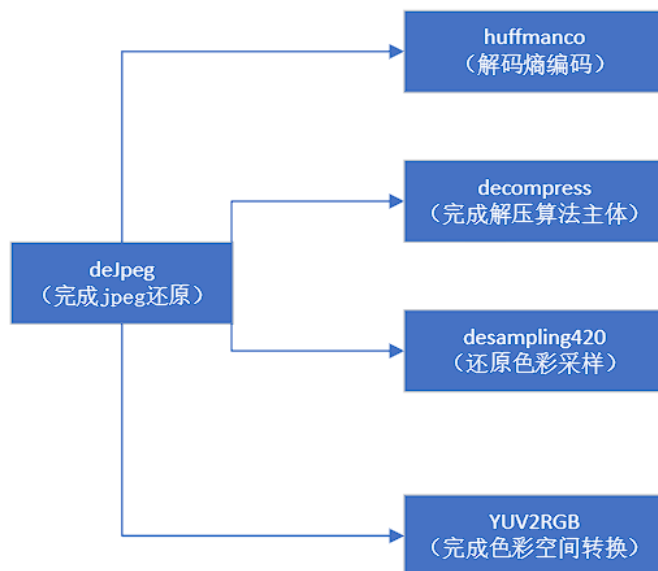 huffmanco
（解码熵编码）
decompress
（完成解压算法主体）
deJpeg
（完成jpeg还原）
desampling420
（还原色彩采样）
YUV2RGB
（完成色彩空间转换）